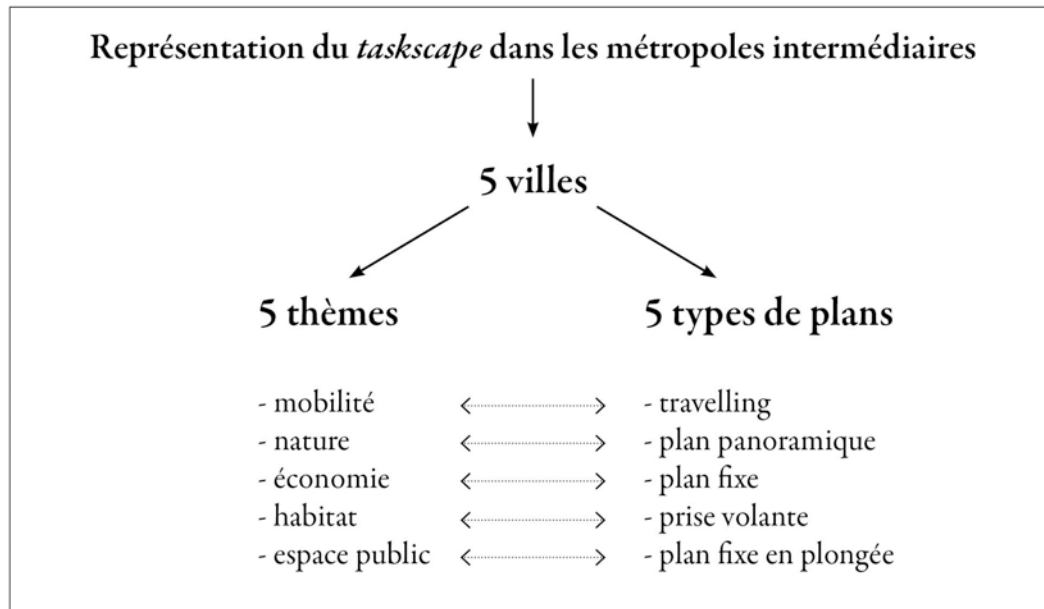 Représentation du taskscape dans les métropoles intermédiaires
5 villes
5 thèmes
5 types de plans
- mobilité
- travelling
- nature
- plan panoramique
- économie
- plan fixe
- habitat
- prise volante
- espace public
- plan fixe en plongée